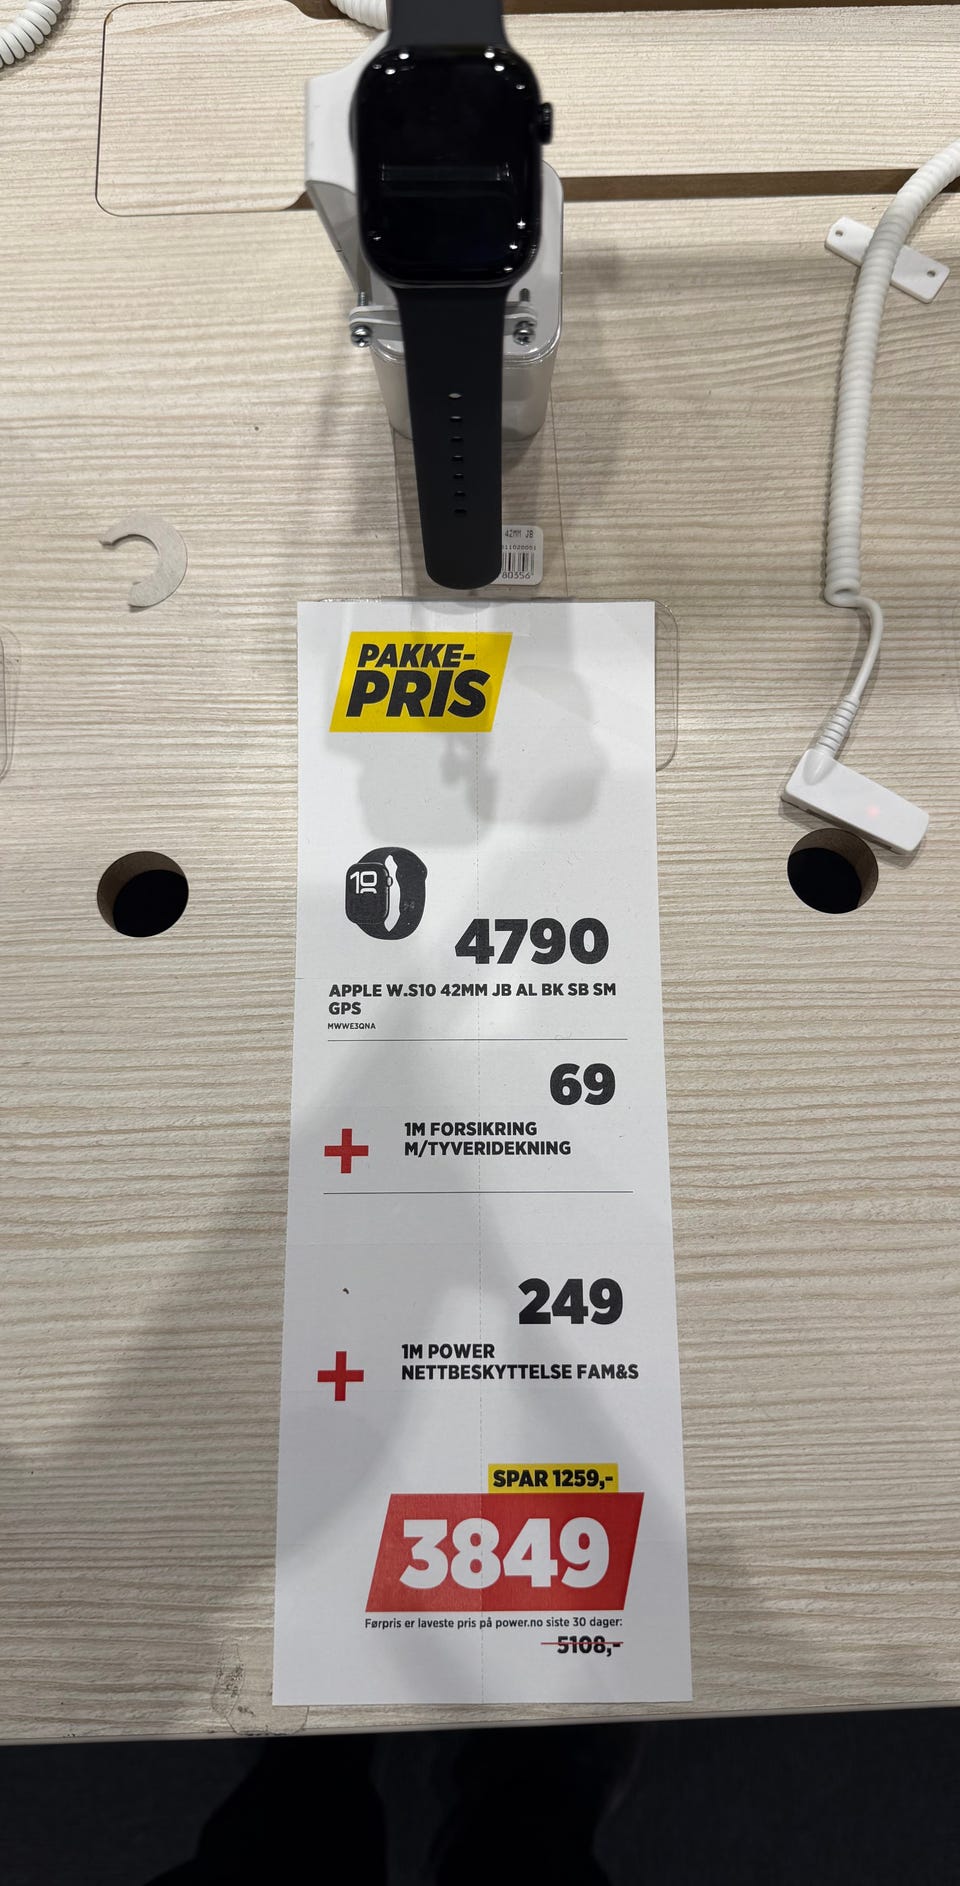 42MM JB
80356
PAKKE-
PRIS
10
4790
APPLE W.S10 42MM JB AL BK SB SM
GPS
MWWE3QNA
69
+
1M FORSIKRING
M/TYVERIDEKNING
249
+
1M POWER
NETTBESKYTTELSE FAM&S
SPAR 1259,-
3849
Førpris er laveste pris på power.no siste 30 dager:
5108,-